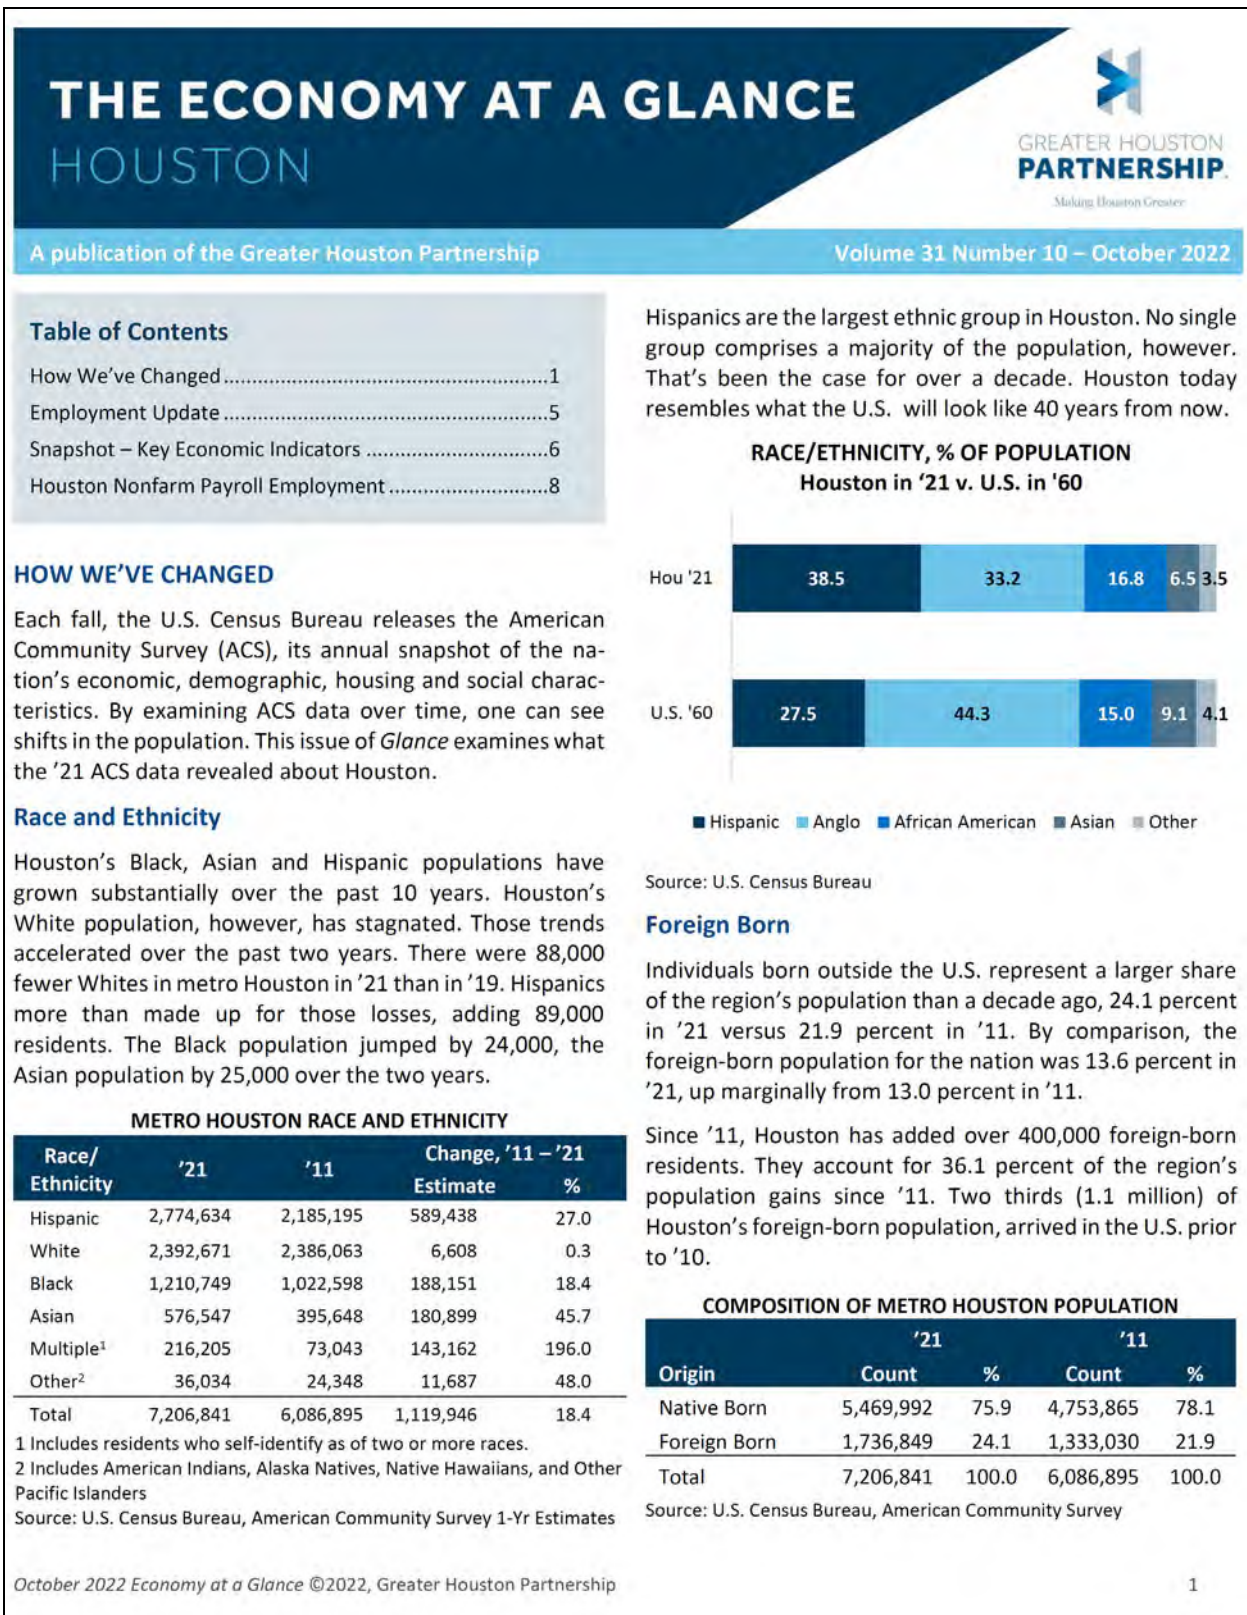 THE ECONOMY AT A GLANCE
HOUSTON
GREATER HOUSTON
PARTNERSHIP.
Making Houston Greater
A publication of the Greater Houston Partnership
Volume 31 Number 10 – October 2022
Table of Contents
How We've Changed ........................................................1
Employment Update ........................................................5
Snapshot – Key Economic Indicators ................................6
Houston Nonfarm Payroll Employment ............................8
HOW WE'VE CHANGED
Each fall, the U.S. Census Bureau releases the American
Community Survey (ACS), its annual snapshot of the na-
tion's economic, demographic, housing and social charac-
teristics. By examining ACS data over time, one can see
shifts in the population. This issue of Glance examines what
the '21 ACS data revealed about Houston.
Race and Ethnicity
Houston's Black, Asian and Hispanic populations have
grown substantially over the past 10 years. Houston's
White population, however, has stagnated. Those trends
accelerated over the past two years. There were 88,000
fewer Whites in metro Houston in '21 than in '19. Hispanics
more than made up for those losses, adding 89,000
residents. The Black population jumped by 24,000, the
Asian population by 25,000 over the two years.
METRO HOUSTON RACE AND ETHNICITY
Race/ Ethnicity '21 '11 Change, '11 – '21
Estimate %
Hispanic 2,774,634 2,185,195 589,438 27.0
White 2,392,671 2,386,063 6,608 0.3
Black 1,210,749 1,022,598 188,151 18.4
Asian 576,547 395,648 180,899 45.7
Multiple1 216,205 73,043 143,162 196.0
Other2 36,034 24,348 11,687 48.0
Total 7,206,841 6,086,895 1,119,946 18.4
1 Includes residents who self-identify as of two or more races.
2 Includes American Indians, Alaska Natives, Native Hawaiians, and Other
Pacific Islanders
Source: U.S. Census Bureau, American Community Survey 1-Yr Estimates
Hispanics are the largest ethnic group in Houston. No single
group comprises a majority of the population, however.
That's been the case for over a decade. Houston today
resembles what the U.S. will look like 40 years from now.
RACE/ETHNICITY, % OF POPULATION
Houston in '21 v. U.S. in '60
Hou '21 38.5 33.2 16.8 6.5 3.5
U.S. '60 27.5 44.3 15.0 9.1 4.1
Hispanic Anglo African American Asian Other
Source: U.S. Census Bureau
Foreign Born
Individuals born outside the U.S. represent a larger share
of the region's population than a decade ago, 24.1 percent
in '21 versus 21.9 percent in '11. By comparison, the
foreign-born population for the nation was 13.6 percent in
'21, up marginally from 13.0 percent in '11.
Since '11, Houston has added over 400,000 foreign-born
residents. They account for 36.1 percent of the region's
population gains since '11. Two thirds (1.1 million) of
Houston's foreign-born population, arrived in the U.S. prior
to '10.
COMPOSITION OF METRO HOUSTON POPULATION
'21 '11
Origin Count % Count %
Native Born 5,469,992 75.9 4,753,865 78.1
Foreign Born 1,736,849 24.1 1,333,030 21.9
Total 7,206,841 100.0 6,086,895 100.0
Source: U.S. Census Bureau, American Community Survey
October 2022 Economy at a Glance ©2022, Greater Houston Partnership
1